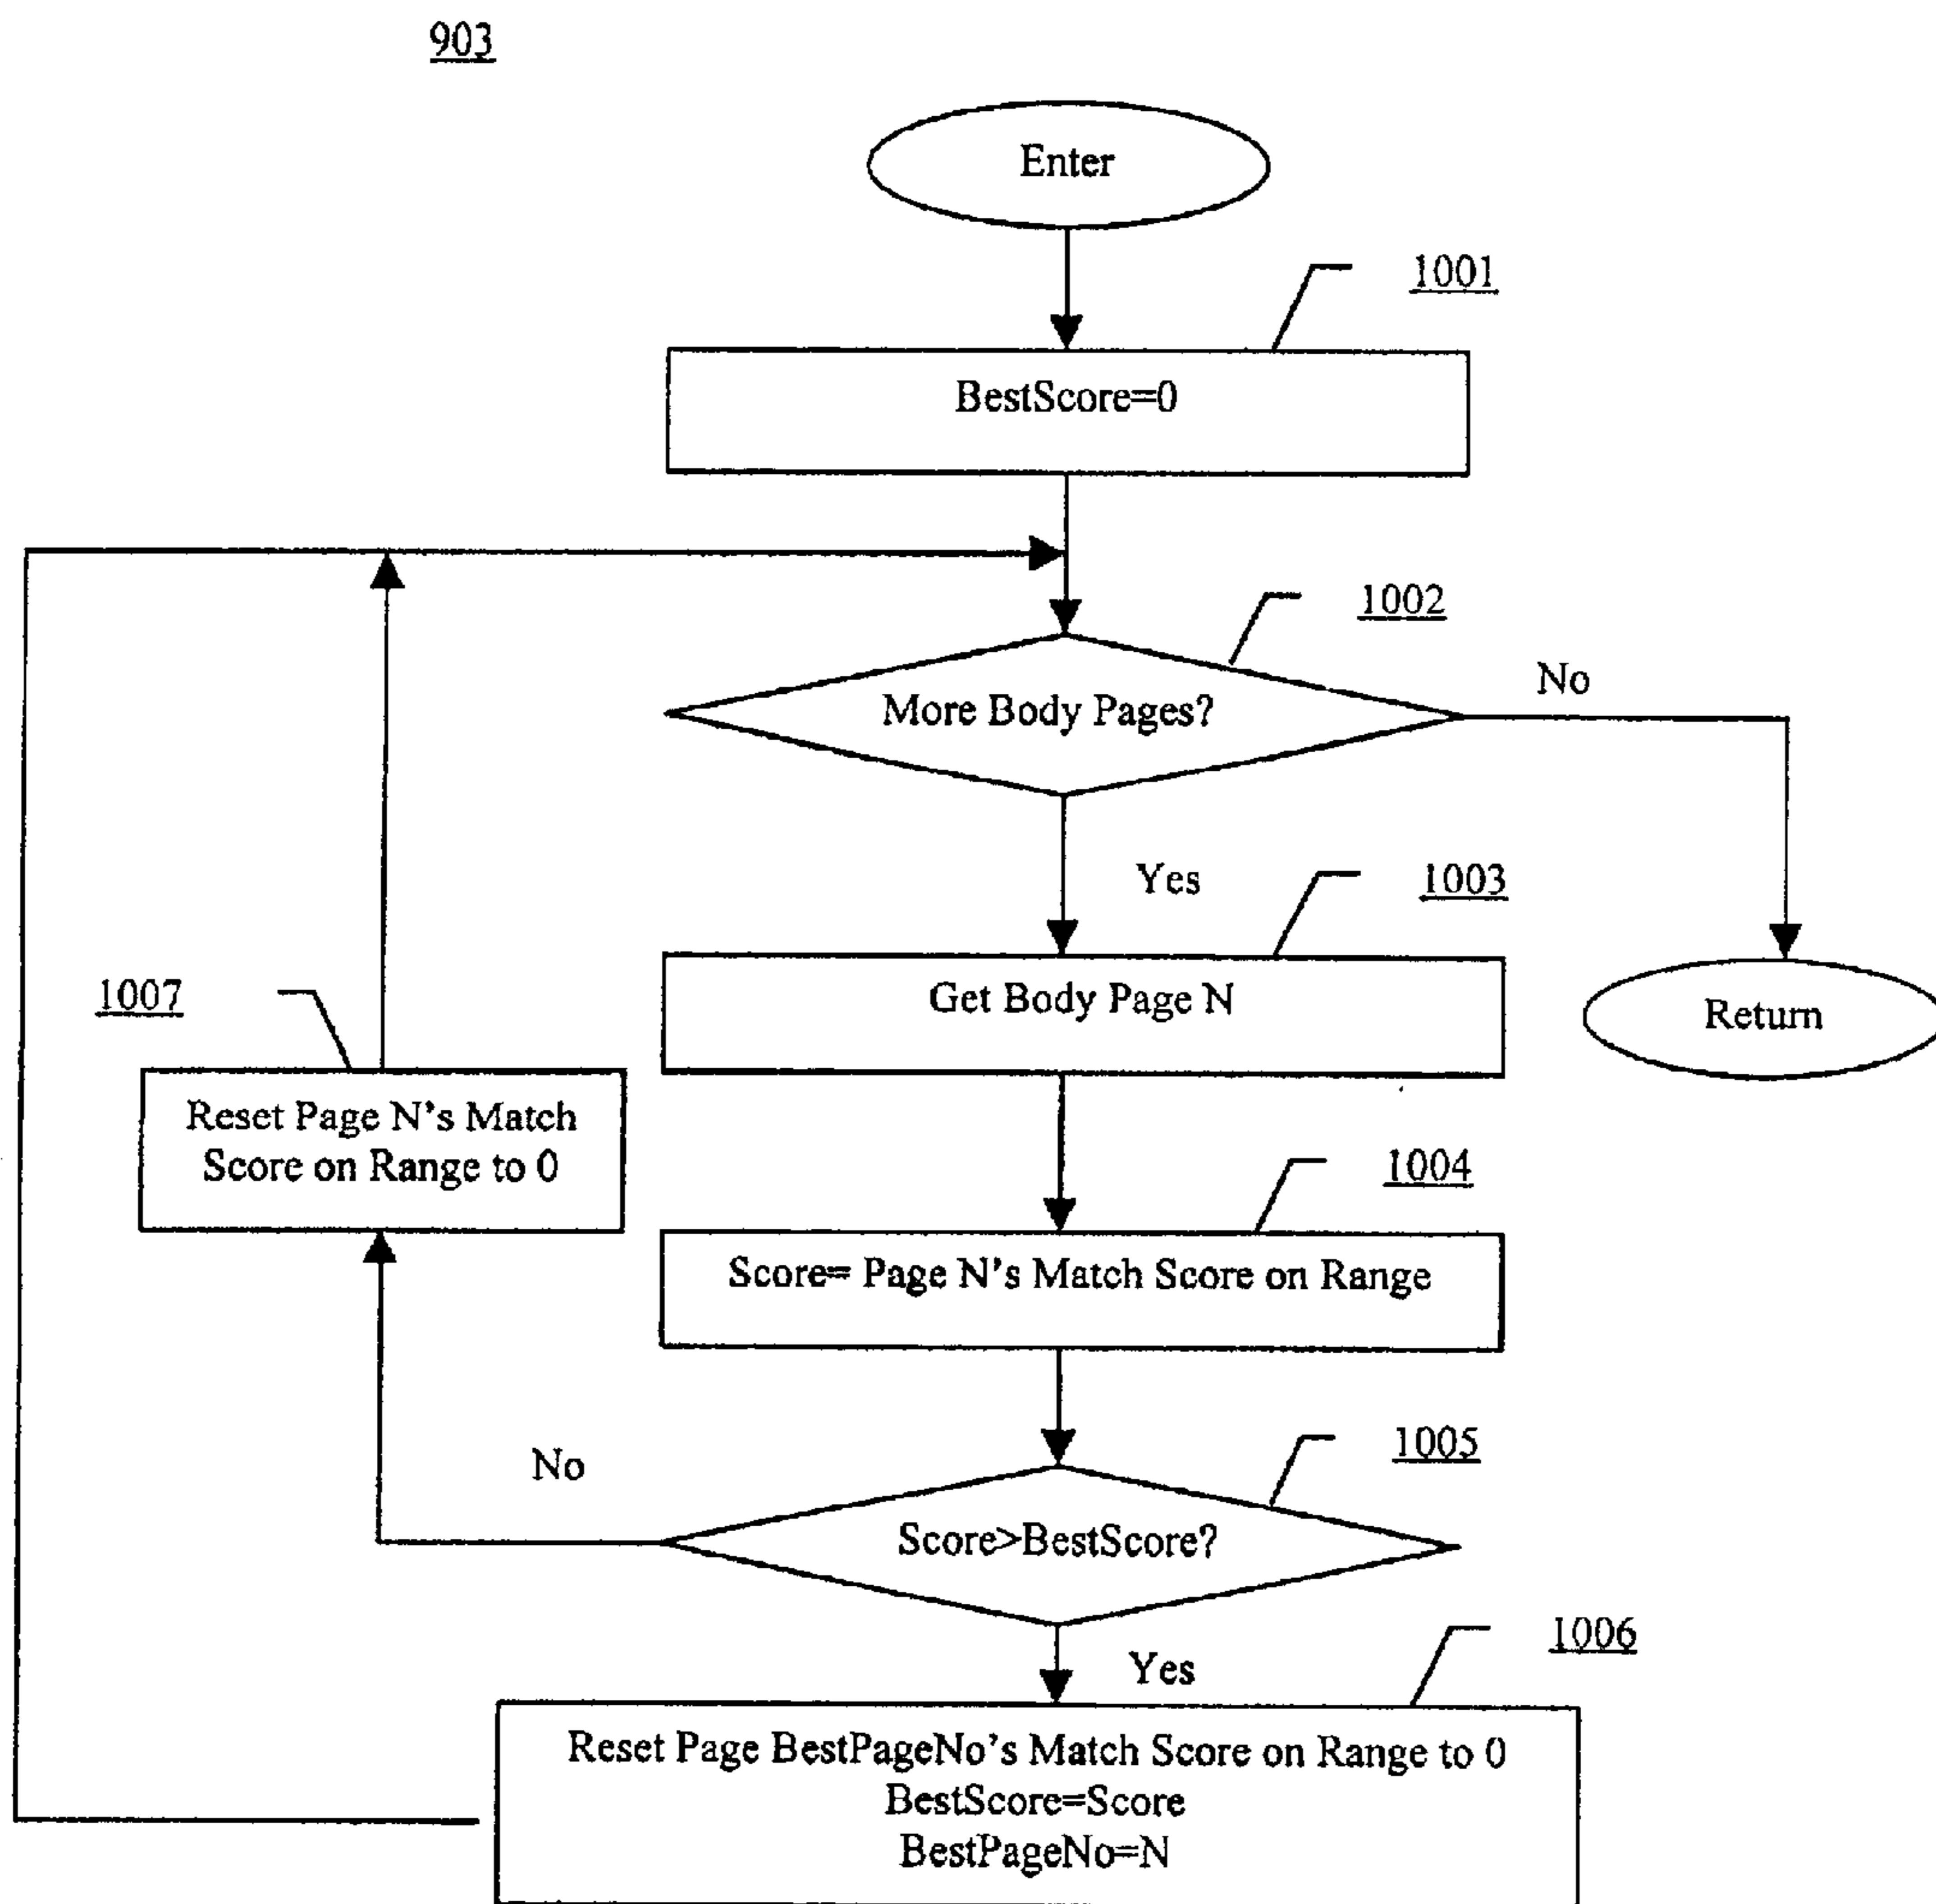 903
Enter
1001
BestScore=0
1002
More Body Pages?
No
Yes
1003
Get Body Page N
Return
1007
Reset Page N's Match
Score on Range to 0
1004
Score= Page N's Match Score on Range
No
1005
Score>BestScore?
Yes
1006
Reset Page BestPageNo's Match Score on Range to 0
BestScore=Score
BestPageNo=N